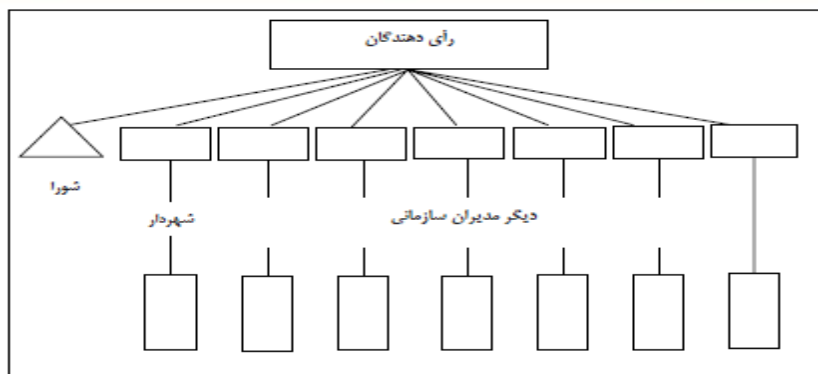 رأی دهندگان
شورا
شهردار
دیگر مدیران سازمانی